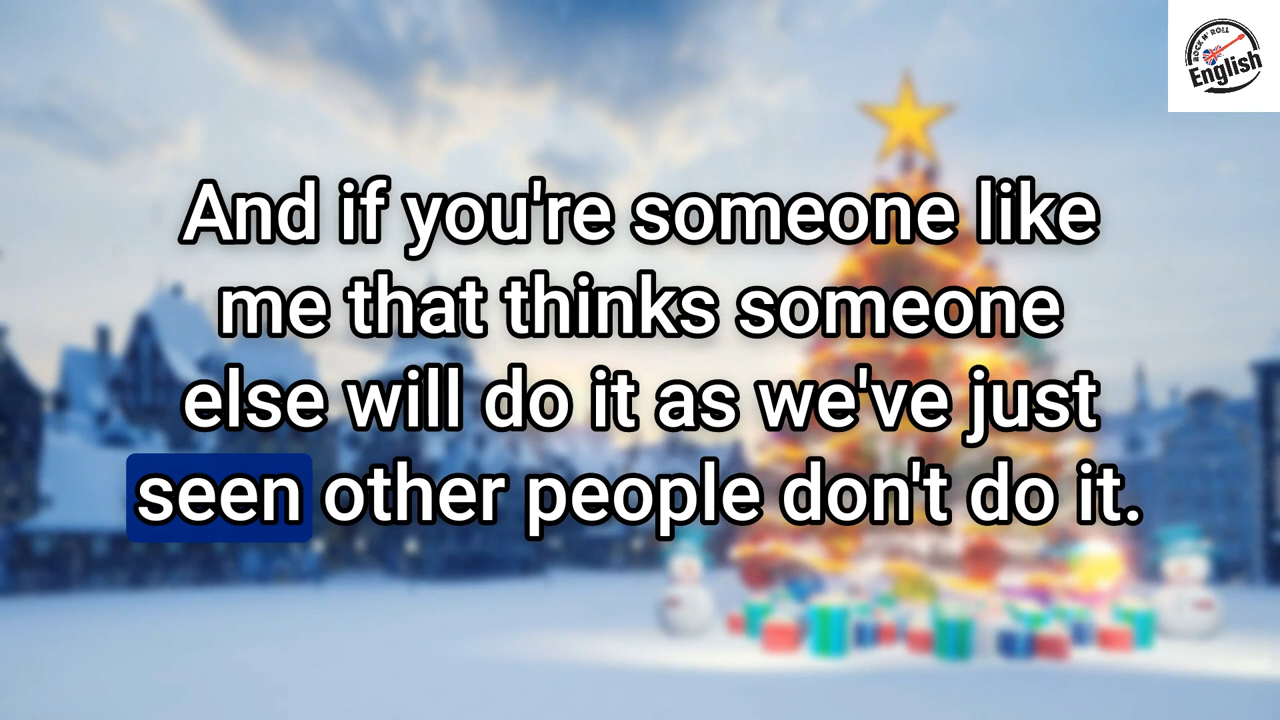 ROCK N' ROLL
English
And if you're someone like
me that thinks someone
else will do it as we've just
seen other people don't do it.